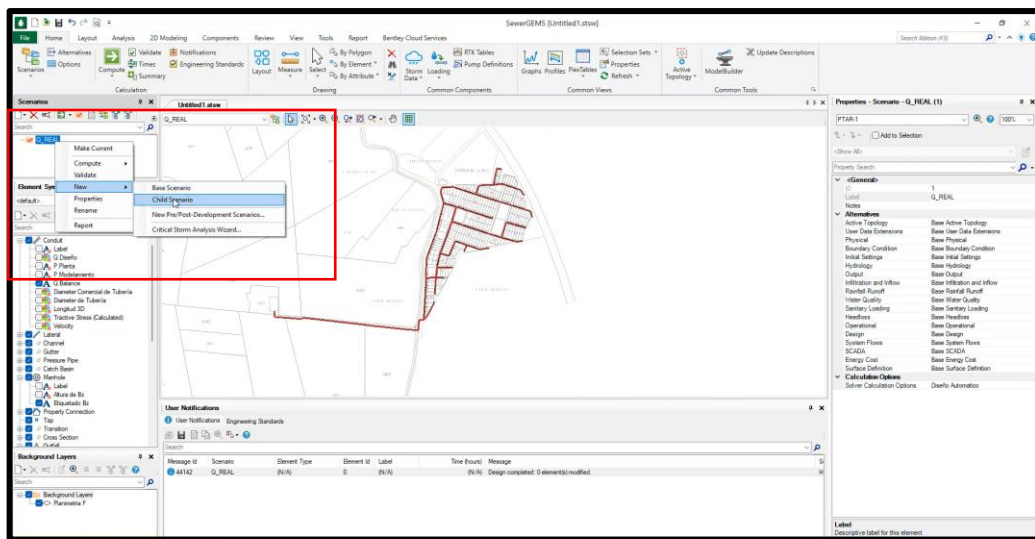 SewerGEMS [Untitled1.stsw]
File Home Layout Analysis 2D Modeling Components Review View Tools Report Bentley Cloud Services
Search Ribbon (F3)
Scenarios
Alternatives
Options
Compute
Validate
Times
Summary
Notifications
Engineering Standards
Calculation
Layout
Measure
Select
By Polygon
By Element
By Attribute
Drawing
Storm Data
Loading
RTK Tables
Pump Definitions
Common Components
Graphs Profiles FlexTables
Selection Sets
Properties
Refresh
Common Views
Active Topology
ModelBuilder
Update Descriptions
Common Tools
Scenarios
Search
Q_REAL
Make Current
Compute
Validate
New
Properties
Rename
Report
Base Scenario
Child Scenario
New Pre/Post-Development Scenarios...
Critical Storm Analysis Wizard...
Element Sym
<default>
Search
Conduit
Label
Q.Diseño
P.Planta
P.Modelamiento
Q.Balance
Diameter Comercial de Tubería
Diameter de Tubería
Longitud 3D
Tractive Stress (Calculated)
Velocity
Lateral
Channel
Gutter
Pressure Pipe
Catch Basin
Manhole
Label
Altura de Bz
Etiquetado Bz
Property Connection
Tap
Transition
Cross Section
Outfall
Background Layers
Search
Background Layers
Planimetria F
Untitled1.stsw
Q_REAL
User Notifications
User Notifications Engineering Standards
Search
Message Id Scenario Element Type Element Id Label Time (hours) Message
44142 Q_REAL (N/A) 0 (N/A) (N/A) Design completed: 0 element(s) modified.
Properties - Scenario - Q_REAL (1)
PTAR-1
100%
Add to Selection
<Show All>
Property Search
<General>
ID 1
Label Q_REAL
Notes
Alternatives
Active Topology Base Active Topology
User Data Extensions Base User Data Extensions
Physical Base Physical
Boundary Condition Base Boundary Condition
Initial Settings Base Initial Settings
Hydrology Base Hydrology
Output Base Output
Infiltration and Inflow Base Infiltration and Inflow
Rainfall Runoff Base Rainfall Runoff
Water Quality Base Water Quality
Sanitary Loading Base Sanitary Loading
Headloss Base Headloss
Operational Base Operational
Design Base Design
System Flows Base System Flows
SCADA Base SCADA
Energy Cost Base Energy Cost
Surface Definition Base Surface Definition
Calculation Options
Solver Calculation Options Diseño Automatico
Label
Descriptive label for this element.